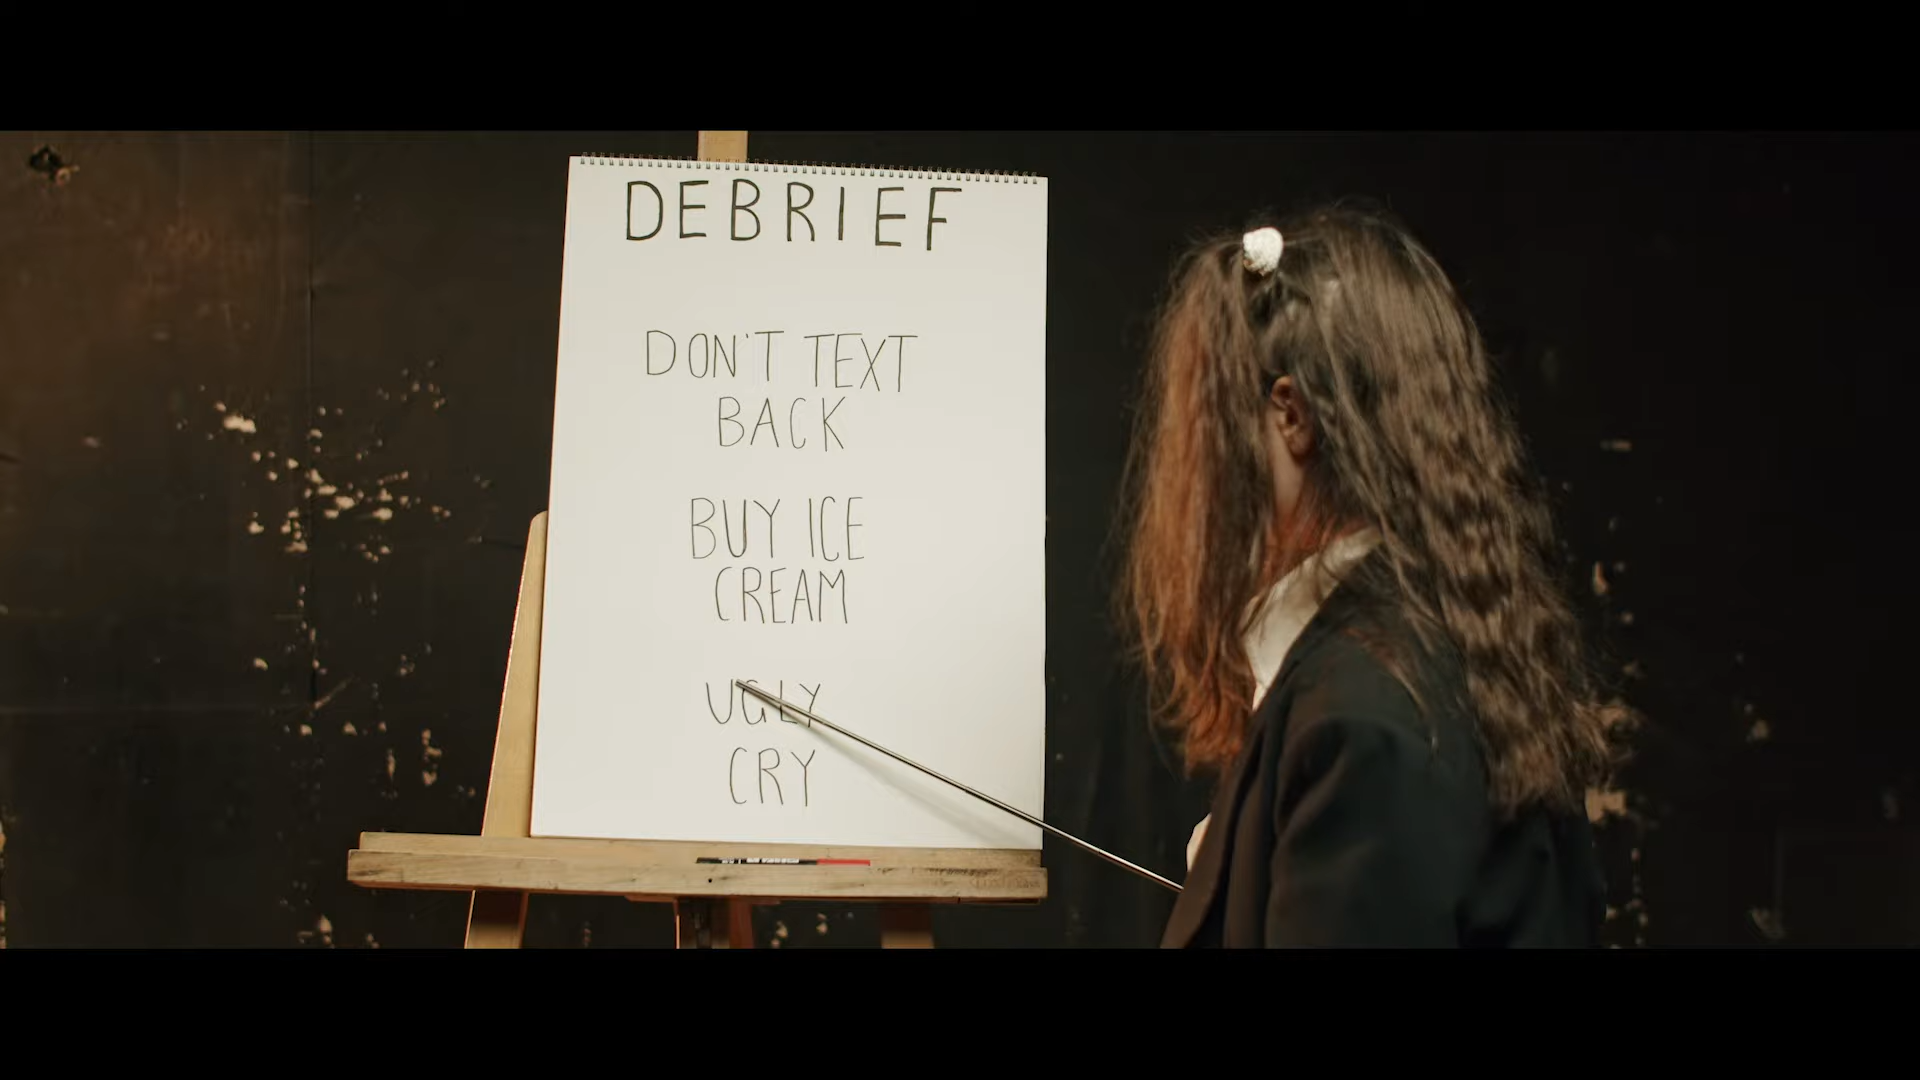 DEBRIEF
DON'T TEXT
BACK
BUY ICE
CREAM
UGLY
CRY